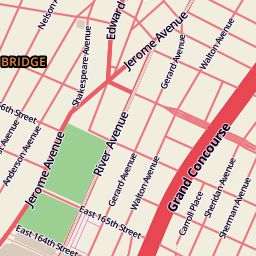 Nelson A
Edward
Jerome Avenue
Shakespeare Avenue
BRIDGE
Gerard Avenue
Walton Avenue
66th Street
Anderson Avenue
Jerome Avenue
River Avenue
Gerard Avenue
Walton Avenue
Grand Concourse
Carroll Place
Sheridan Avenue
Sherman Avenue
East 165th Street
East 164th Street